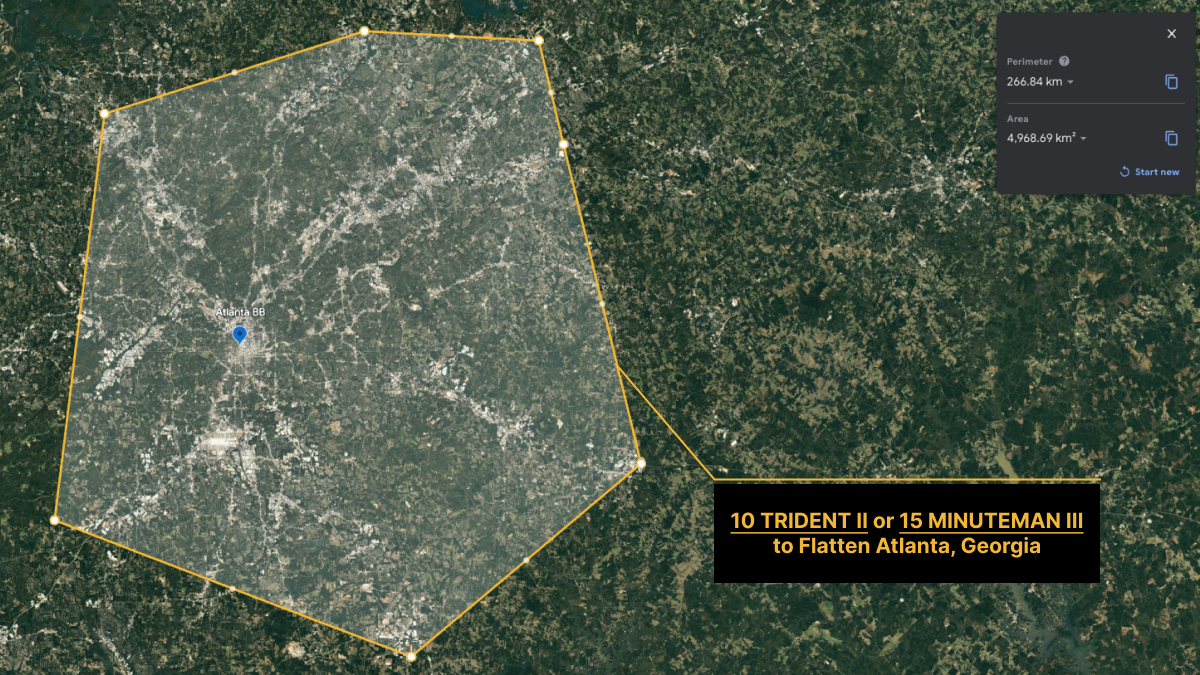 Perimeter
266.84 km
Area
4,968.69 km²
Start new
Atlanta BB
10 TRIDENT II or 15 MINUTEMAN III
to Flatten Atlanta, Georgia